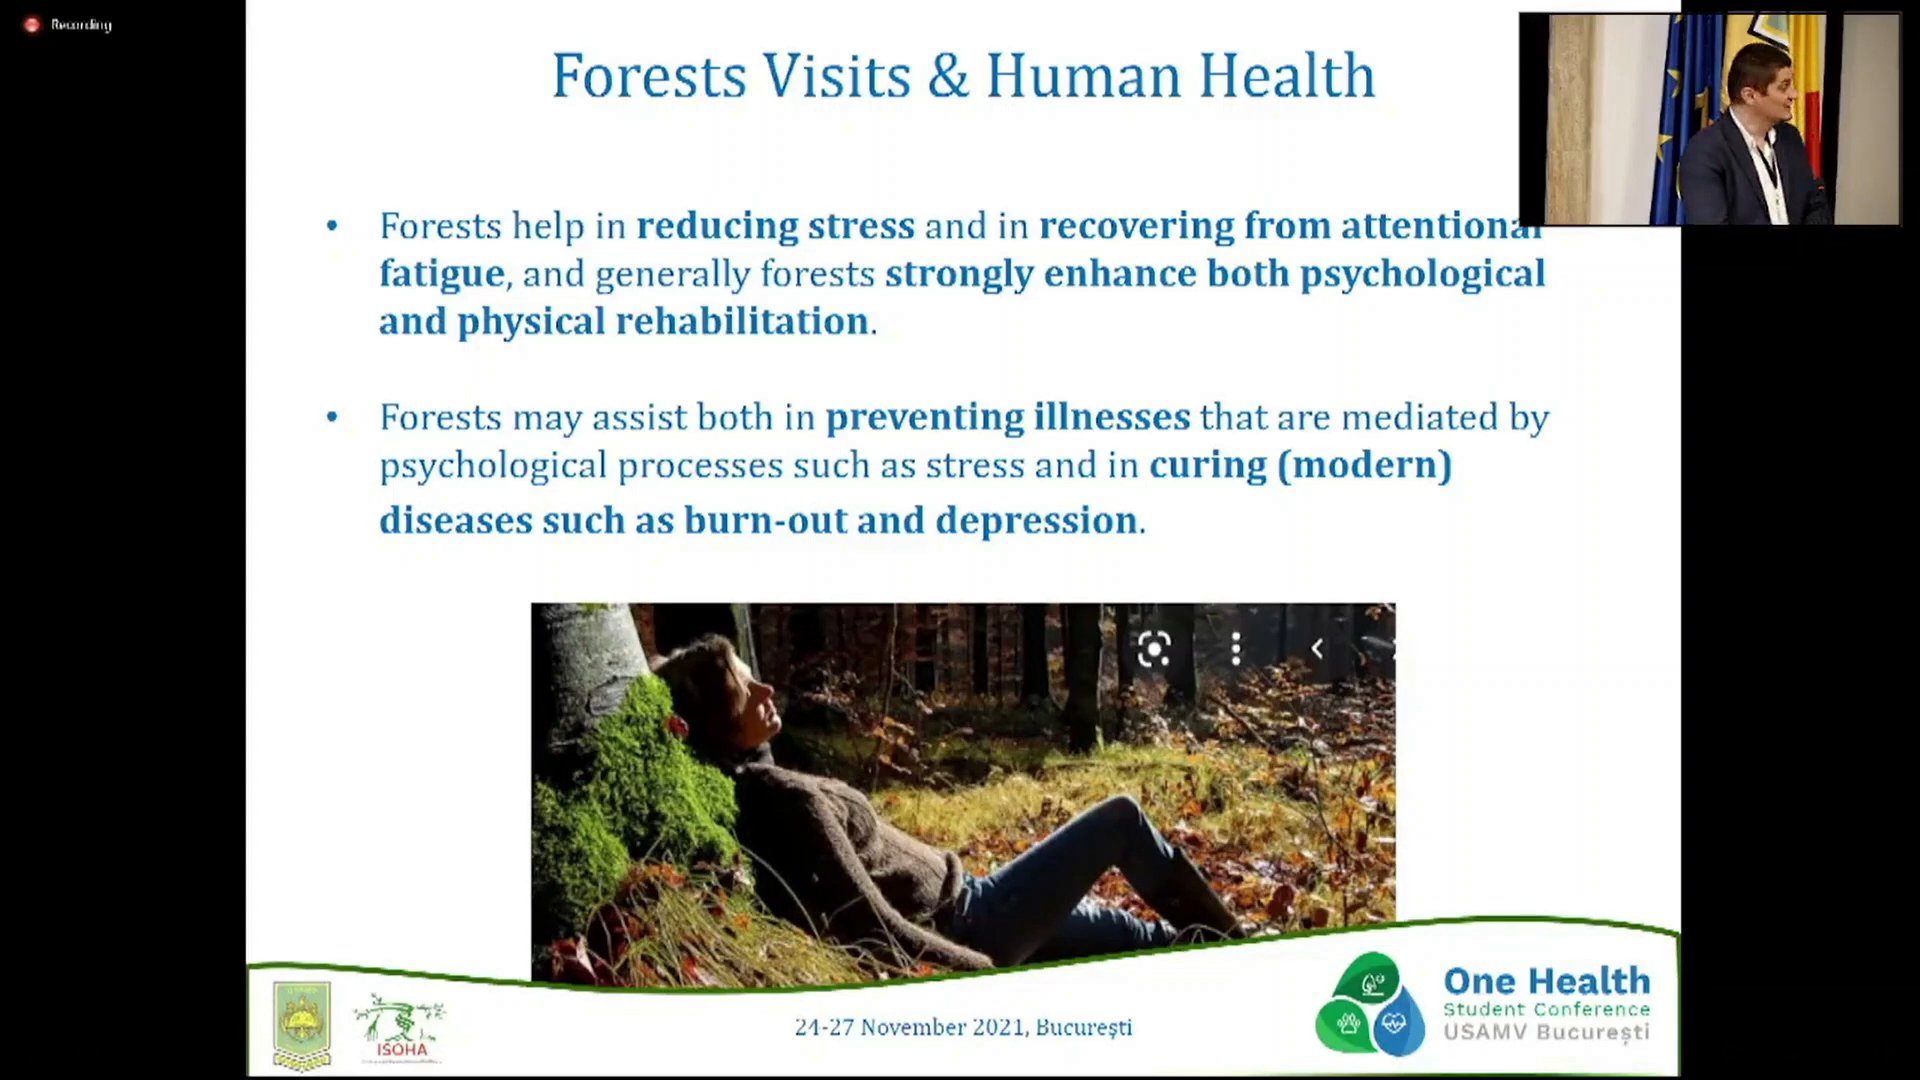 Recording
Forests Visits & Human Health
• Forests help in reducing stress and in recovering from attentional
fatigue, and generally forests strongly enhance both psychological
and physical rehabilitation.
• Forests may assist both in preventing illnesses that are mediated by
psychological processes such as stress and in curing (modern)
diseases such as burn-out and depression.
ISOHA
24-27 November 2021, București
One Health
Student Conference
USAMV București